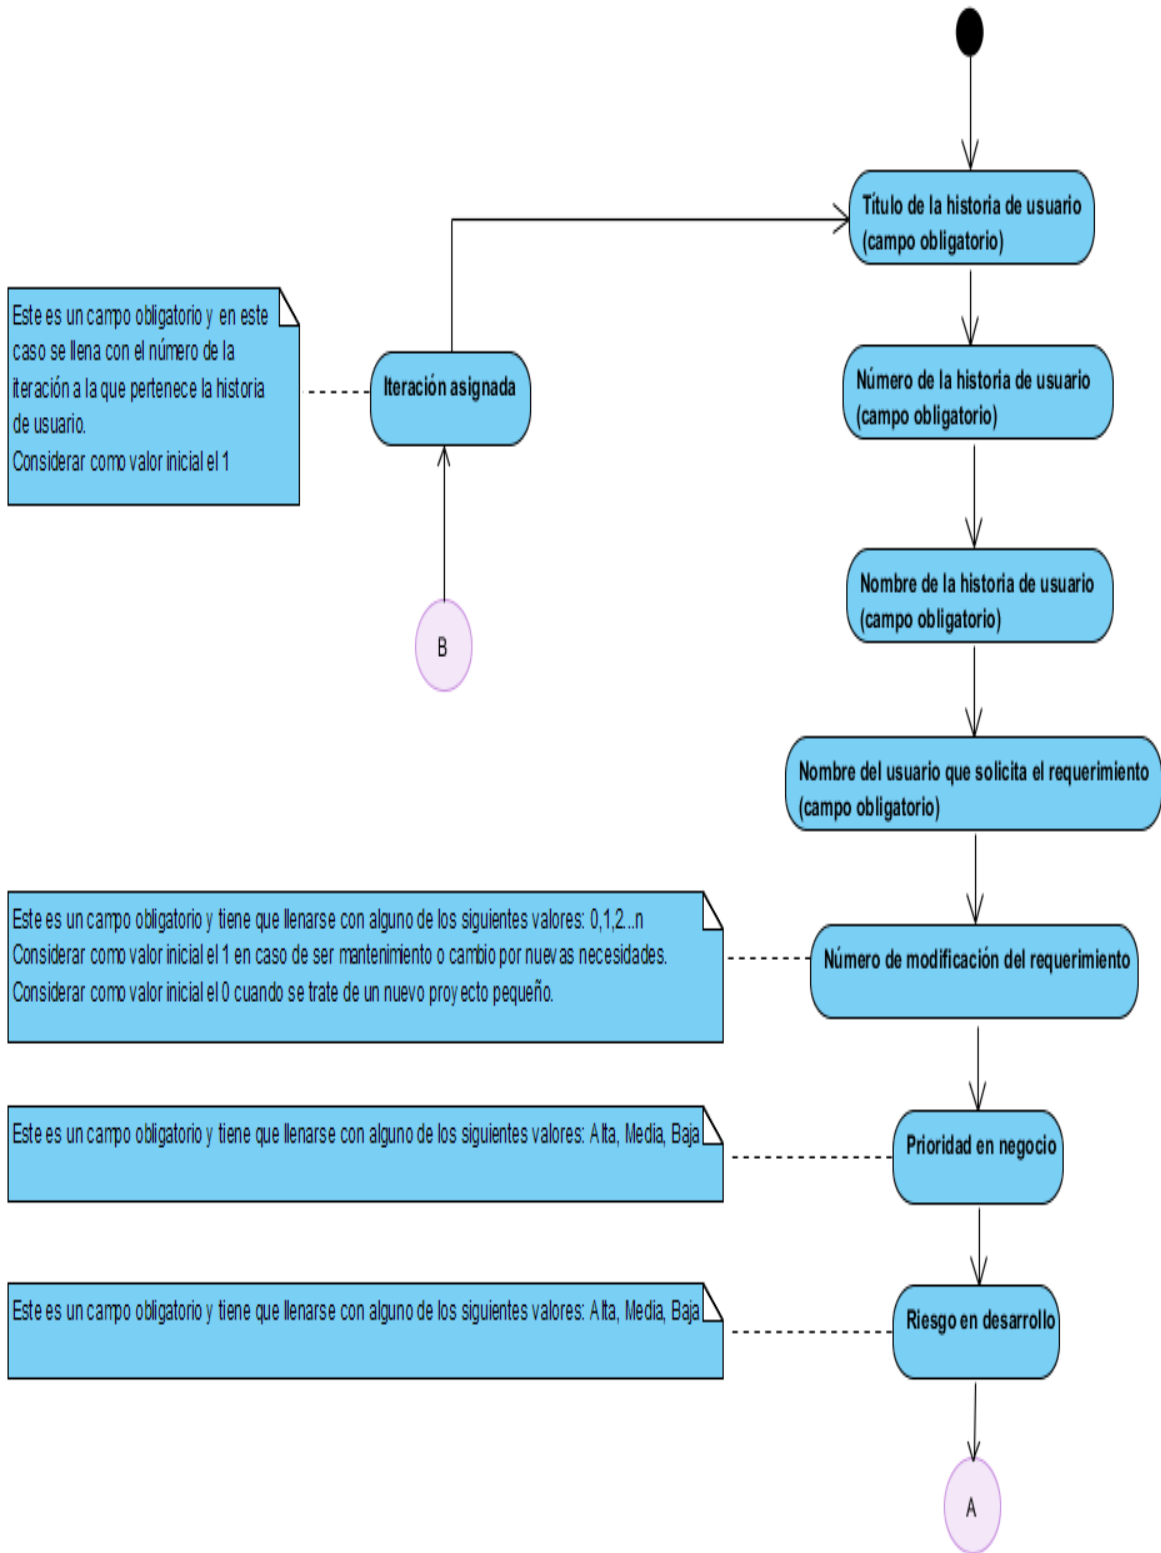 Título de la historia de usuario
(campo obligatorio)
Este es un campo obligatorio y en este
caso se llena con el número de la
iteración a la que pertenece la historia
de usuario.
Considerar como valor inicial el 1
Iteración asignada
Número de la historia de usuario
(campo obligatorio)
Nombre de la historia de usuario
(campo obligatorio)
B
Nombre del usuario que solicita el requerimiento
(campo obligatorio)
Este es un campo obligatorio y tiene que llenarse con alguno de los siguientes valores: 0,1,2...n
Considerar como valor inicial el 1 en caso de ser mantenimiento o cambio por nuevas necesidades.
Considerar como valor inicial el 0 cuando se trate de un nuevo proyecto pequeño.
Número de modificación del requerimiento
Este es un campo obligatorio y tiene que llenarse con alguno de los siguientes valores: Alta, Media, Baja
Prioridad en negocio
Este es un campo obligatorio y tiene que llenarse con alguno de los siguientes valores: Alta, Media, Baja
Riesgo en desarrollo
A